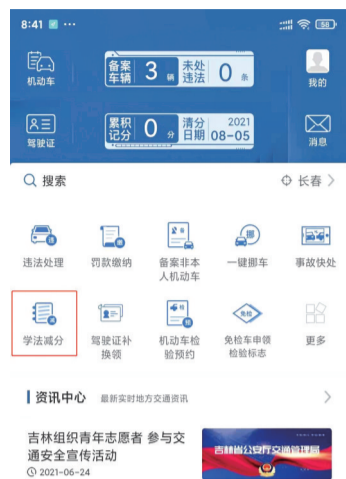 8:41 ··· 58
机动车
备案车辆 3 辆 未处违法 0 条
我的
驾驶证
累积记分 0 分 清分日期 2021 08-05
消息
搜索 长春
违法处理 罚款缴纳 备案非本人机动车 一键挪车 事故快处
学法减分 驾驶证补换领 机动车检验预约 免检车申领检验标志 更多
资讯中心 最新实时地方交通资讯
吉林组织青年志愿者 参与交
通安全宣传活动
2021-06-24
吉林省公安厅交通管理局